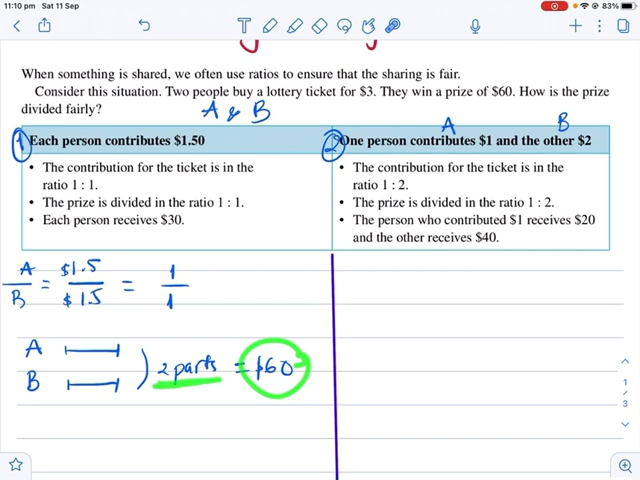 11:10 pm Sat 11 Sep
83%
When something is shared, we often use ratios to ensure that the sharing is fair.
Consider this situation. Two people buy a lottery ticket for $3. They win a prize of $60. How is the prize
divided fairly?
A & B
A
B
1 Each person contributes $1.50
2 One person contributes $1 and the other $2
• The contribution for the ticket is in the
ratio 1 : 1.
• The prize is divided in the ratio 1 : 1.
• Each person receives $30.
• The contribution for the ticket is in the
ratio 1 : 2.
• The prize is divided in the ratio 1 : 2.
• The person who contributed $1 receives $20
and the other receives $40.
A/B = $1.5/$1.5 = 1/1
A
B
2 parts = $60
1/3